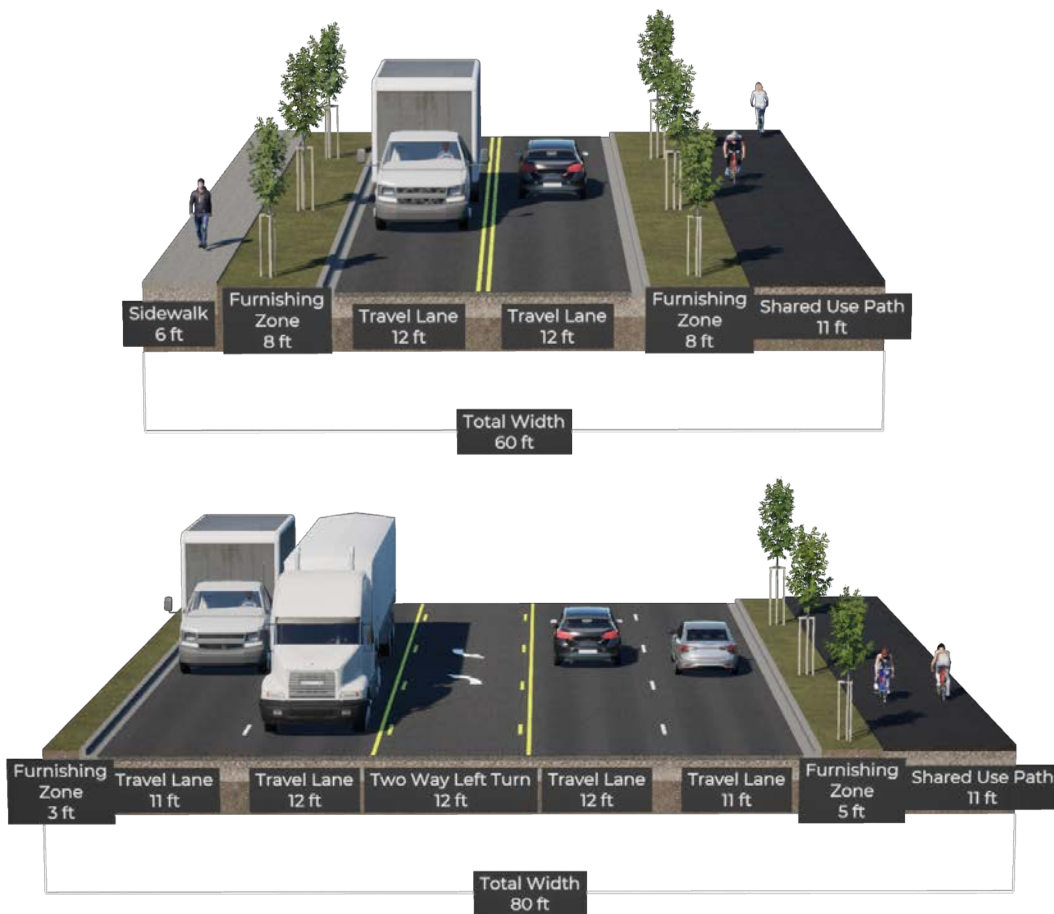 Sidewalk
6 ft
Furnishing
Zone
8 ft
Travel Lane
12 ft
Travel Lane
12 ft
Furnishing
Zone
8 ft
Shared Use Path
11 ft
Total Width
60 ft
Furnishing
Zone
3 ft
Travel Lane
11 ft
Travel Lane
12 ft
Two Way Left Turn
12 ft
Travel Lane
12 ft
Travel Lane
11 ft
Furnishing
Zone
5 ft
Shared Use Path
11 ft
Total Width
80 ft